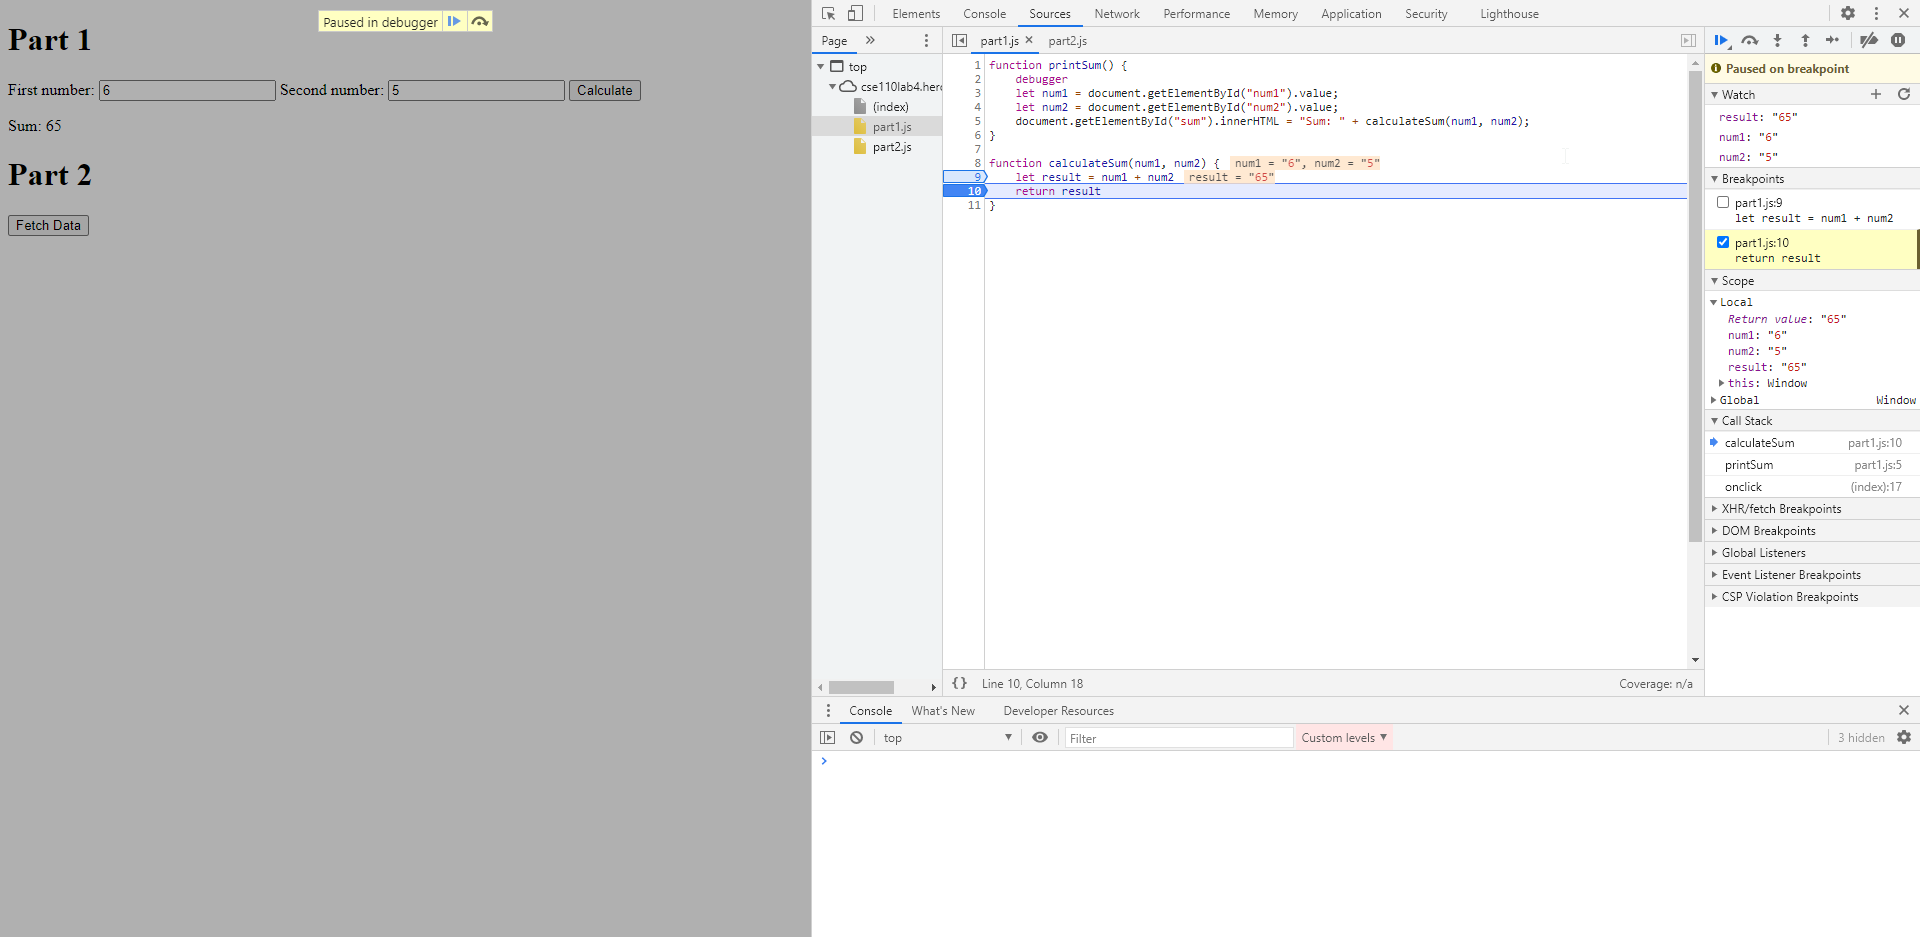 Paused in debugger
Part 1
First number: 6 Second number: 5 Calculate
Sum: 65
Part 2
Fetch Data
Elements Console Sources Network Performance Memory Application Security Lighthouse
Page
top
cse110lab4.herc
(index)
part1.js
part2.js
part1.js part2.js
1 function printSum() {
2 debugger
3 let num1 = document.getElementById("num1").value;
4 let num2 = document.getElementById("num2").value;
5 document.getElementById("sum").innerHTML = "Sum: " + calculateSum(num1, num2);
6 }
7
8 function calculateSum(num1, num2) { num1 = "6", num2 = "5"
9 let result = num1 + num2 result = "65"
10 return result
11 }
{} Line 10, Column 18 Coverage: n/a
Paused on breakpoint
Watch
result: "65"
num1: "6"
num2: "5"
Breakpoints
part1.js:9
let result = num1 + num2
part1.js:10
return result
Scope
Local
Return value: "65"
num1: "6"
num2: "5"
result: "65"
this: Window
Global Window
Call Stack
calculateSum part1.js:10
printSum part1.js:5
onclick (index):17
XHR/fetch Breakpoints
DOM Breakpoints
Global Listeners
Event Listener Breakpoints
CSP Violation Breakpoints
Console What's New Developer Resources
top Filter Custom levels 3 hidden